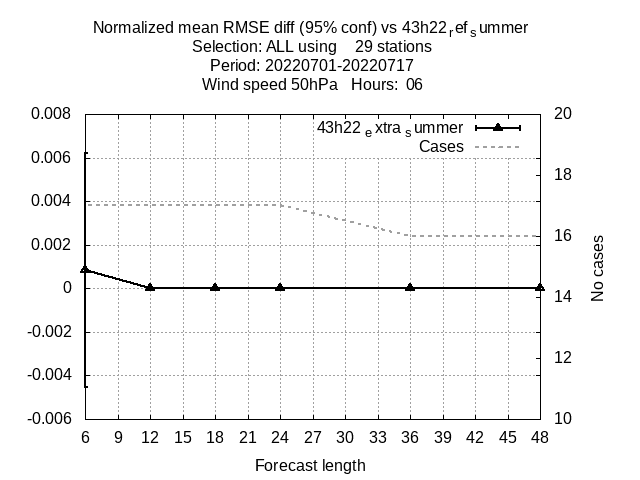 Normalized mean RMSE diff (95% conf) vs 43h22refsummer
Selection: ALL using 29 stations
Period: 20220701-20220717
Wind speed 50hPa Hours: 06
43h22extrasummer
Cases
0.008
0.006
0.004
0.002
0
-0.002
-0.004
-0.006
20
18
16
14
12
10
No cases
6 9 12 15 18 21 24 27 30 33 36 39 42 45 48
Forecast length